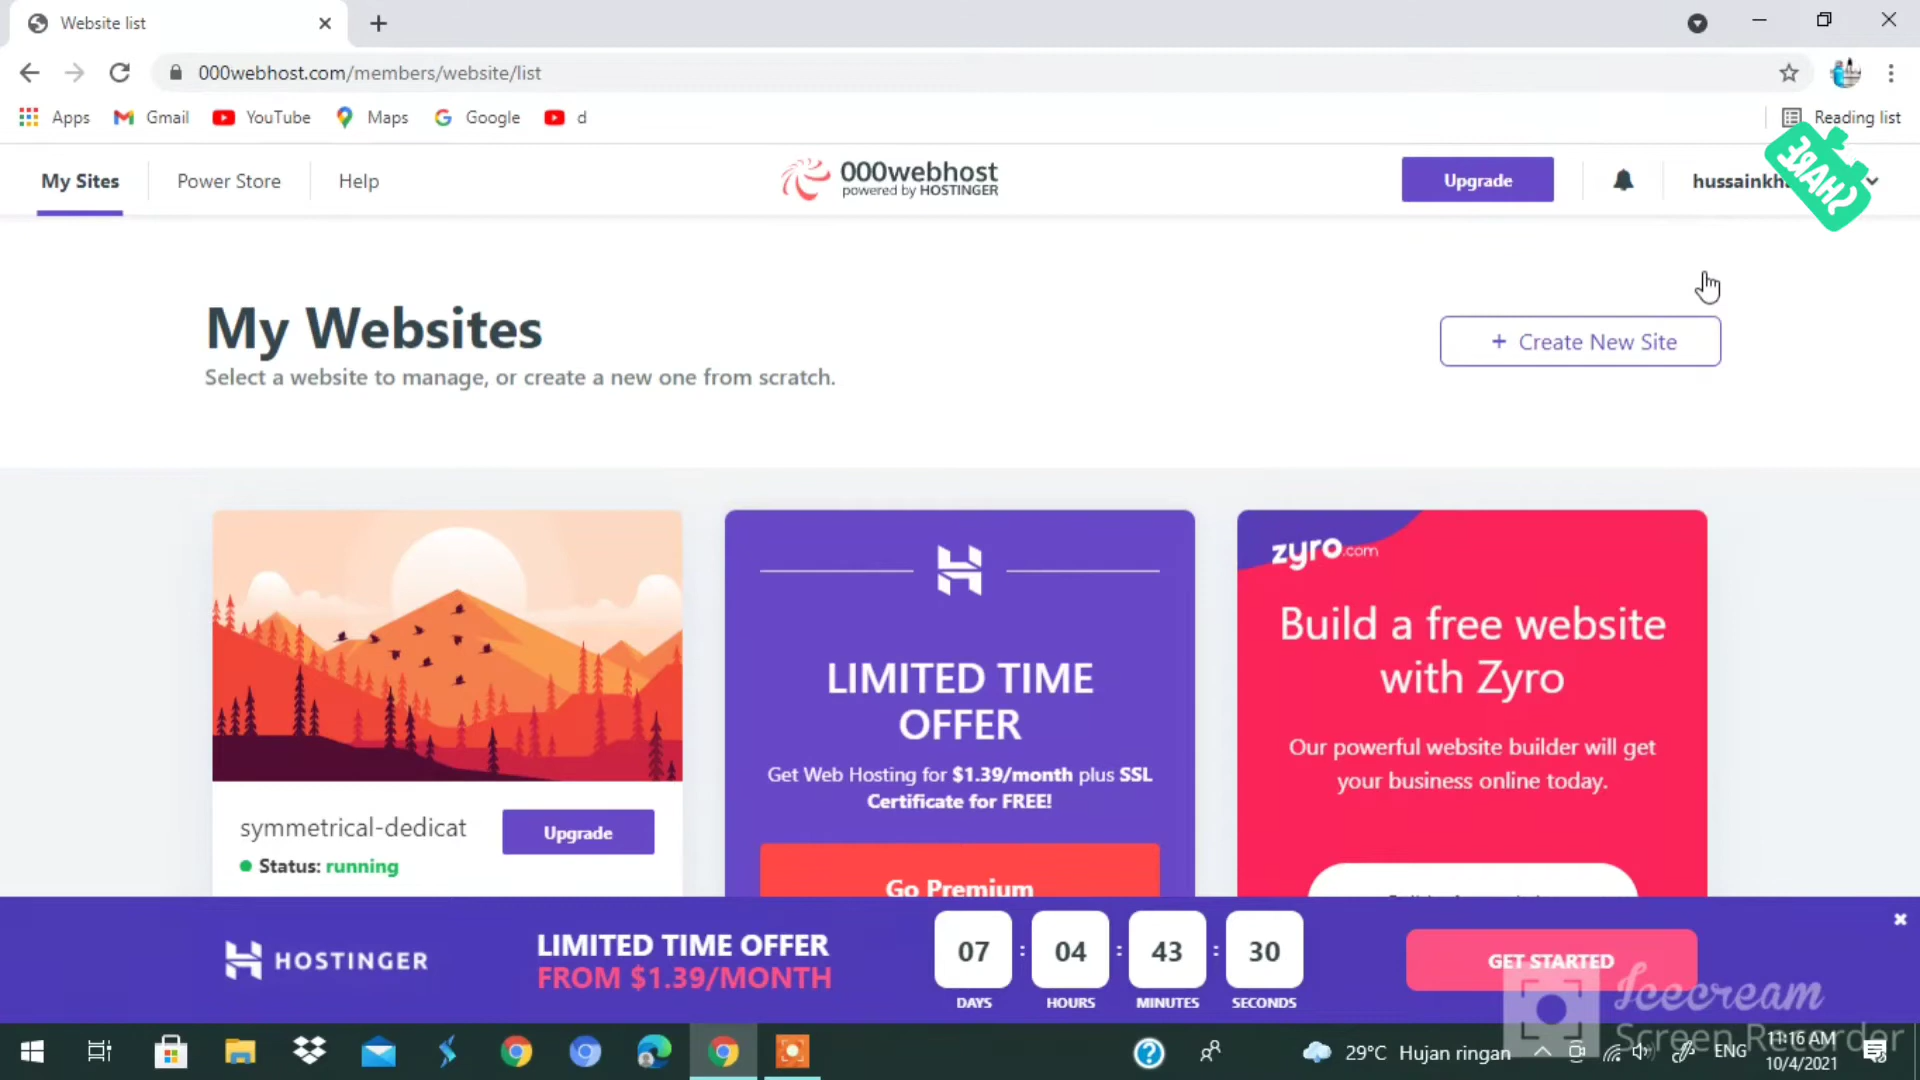 Website list
000webhost.com/members/website/list
Apps
Gmail
YouTube
Maps
Google
d
Reading list
My Sites
Power Store
Help
000webhost
powered by HOSTINGER
Upgrade
hussainkh
SHARE
My Websites
Select a website to manage, or create a new one from scratch.
+ Create New Site
symmetrical-dedicat
Upgrade
Status: running
LIMITED TIME
OFFER
Get Web Hosting for $1.39/month plus SSL
Certificate for FREE!
Go Premium
zyro.com
Build a free website
with Zyro
Our powerful website builder will get
your business online today.
HOSTINGER
LIMITED TIME OFFER
FROM $1.39/MONTH
07 : 04 : 43 : 30
DAYS HOURS MINUTES SECONDS
GET STARTED
Icecream
Screen Recorder
29°C Hujan ringan
ENG
11:16 AM
10/4/2021